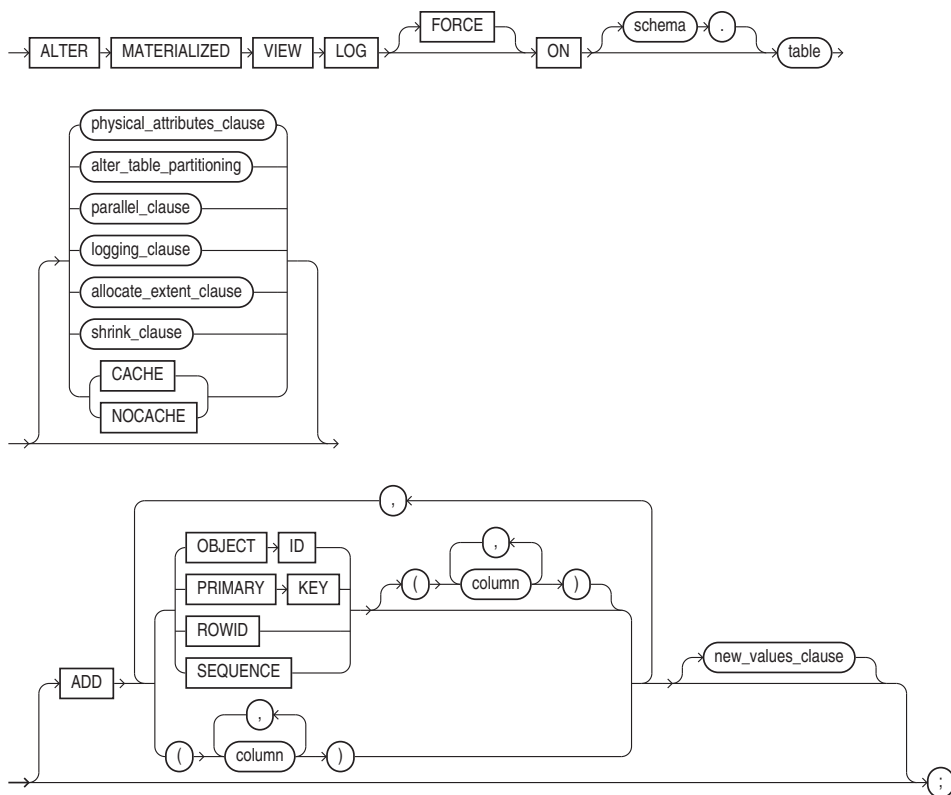 FORCE
schema .
ALTER MATERIALIZED VIEW LOG ON table
physical_attributes_clause
alter_table_partitioning
parallel_clause
logging_clause
allocate_extent_clause
shrink_clause
CACHE
NOCACHE
,
OBJECT ID
,
PRIMARY KEY
( column )
ROWID
SEQUENCE
new_values_clause
ADD
,
( column )
;